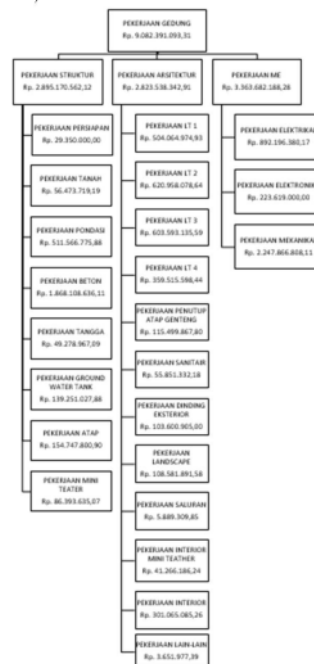 PEKERJAAN GEDUNG
Rp. 9.082.391.093,31
PEKERJAAN STRUKTUR
Rp. 2.895.170.562,12
PEKERJAAN PERSIAPAN
Rp. 29.350.000,00
PEKERJAAN TANAH
Rp. 56.473.719,19
PEKERJAAN PONDASI
Rp. 511.566.775,88
PEKERJAAN BETON
Rp. 1.868.108.636,11
PEKERJAAN TANGGA
Rp. 49.278.967,09
PEKERJAAN GROUND
WATER TANK
Rp. 139.251.027,88
PEKERJAAN ATAP
Rp. 154.747.800,90
PEKERJAAN MINI
TEATER
Rp. 86.393.635,07
PEKERJAAN ARSITEKTUR
Rp. 2.823.538.342,91
PEKERJAAN LT 1
Rp. 504.064.974,93
PEKERJAAN LT 2
Rp. 620.958.078,64
PEKERJAAN LT 3
Rp. 603.593.135,59
PEKERJAAN LT 4
Rp. 359.515.598,44
PEKERJAAN PENUTUP
ATAP GENTENG
Rp. 115.499.867,80
PEKERJAAN SANITAIR
Rp. 55.851.332,18
PEKERJAAN DINDING
EKSTERIOR
Rp. 103.600.905,00
PEKERJAAN
LANDSCAPE
Rp. 108.581.891,58
PEKERJAAN SALURAN
Rp. 5.889.309,85
PEKERJAAN INTERIOR
MINI TEATHER
Rp. 41.266.186,24
PEKERJAAN INTERIOR
Rp. 301.065.085,26
PEKERJAAN LAIN-LAIN
Rp. 3.651.977,39
PEKERJAAN ME
Rp. 3.363.682.188,28
PEKERJAAN ELEKTRIKAL
Rp. 892.196.380,17
PEKERJAAN ELEKTRONIK
Rp. 223.619.000,00
PEKERJAAN MEKANIKAL
Rp. 2.247.866.808,11